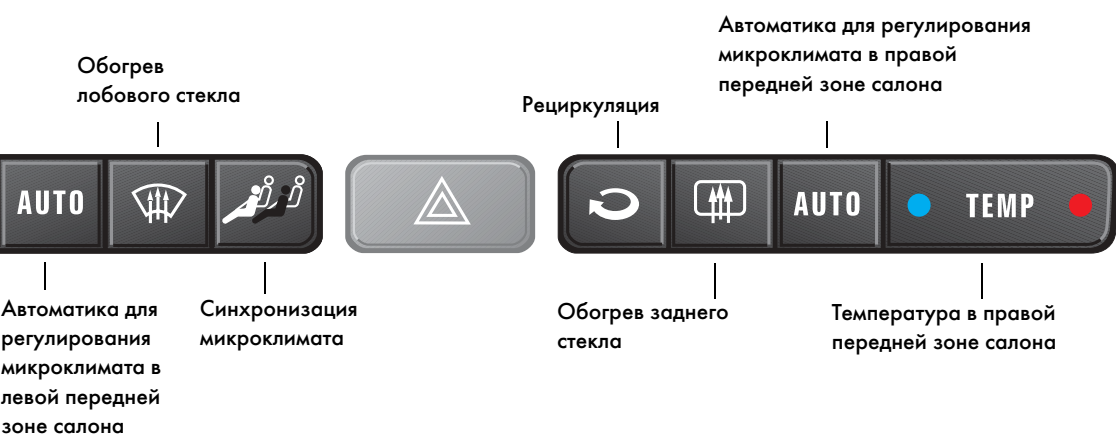 Автоматика для регулирования
микроклимата в правой
передней зоне салона
Обогрев
лобового стекла
Рециркуляция
AUTO
AUTO
TEMP
Автоматика для
регулирования
микроклимата в
левой передней
зоне салона
Синхронизация
микроклимата
Обогрев заднего
стекла
Температура в правой
передней зоне салона